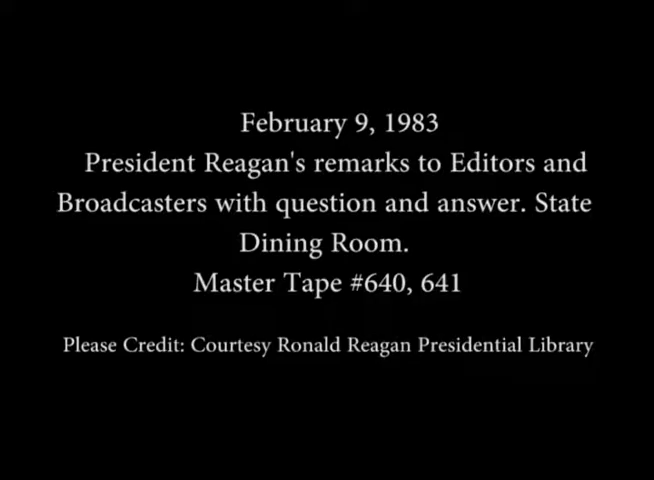 February 9, 1983
President Reagan's remarks to Editors and
Broadcasters with question and answer. State
Dining Room.
Master Tape #640, 641
Please Credit: Courtesy Ronald Reagan Presidential Library